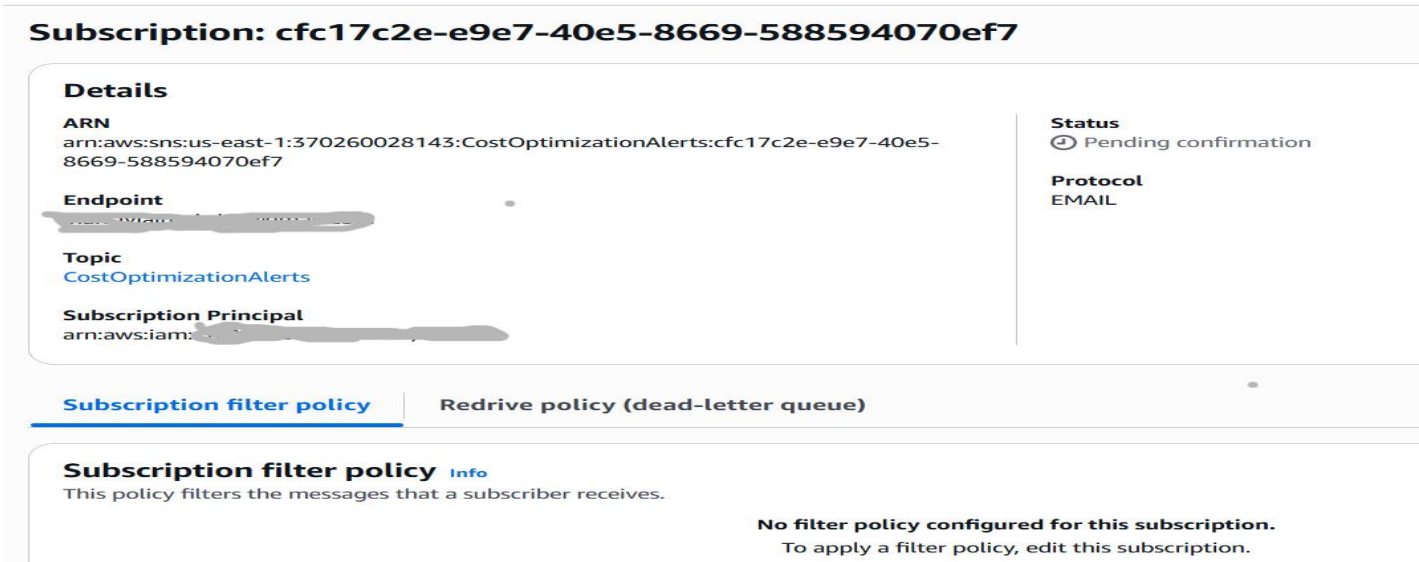 Subscription: cfc17c2e-e9e7-40e5-8669-588594070ef7
Details
ARN
arn:aws:sns:us-east-1:370260028143:CostOptimizationAlerts:cfc17c2e-e9e7-40e5-
8669-588594070ef7
Endpoint
Topic
CostOptimizationAlerts
Subscription Principal
arn:aws:iam:
Status
Pending confirmation
Protocol
EMAIL
Subscription filter policy
Redrive policy (dead-letter queue)
Subscription filter policy Info
This policy filters the messages that a subscriber receives.
No filter policy configured for this subscription.
To apply a filter policy, edit this subscription.